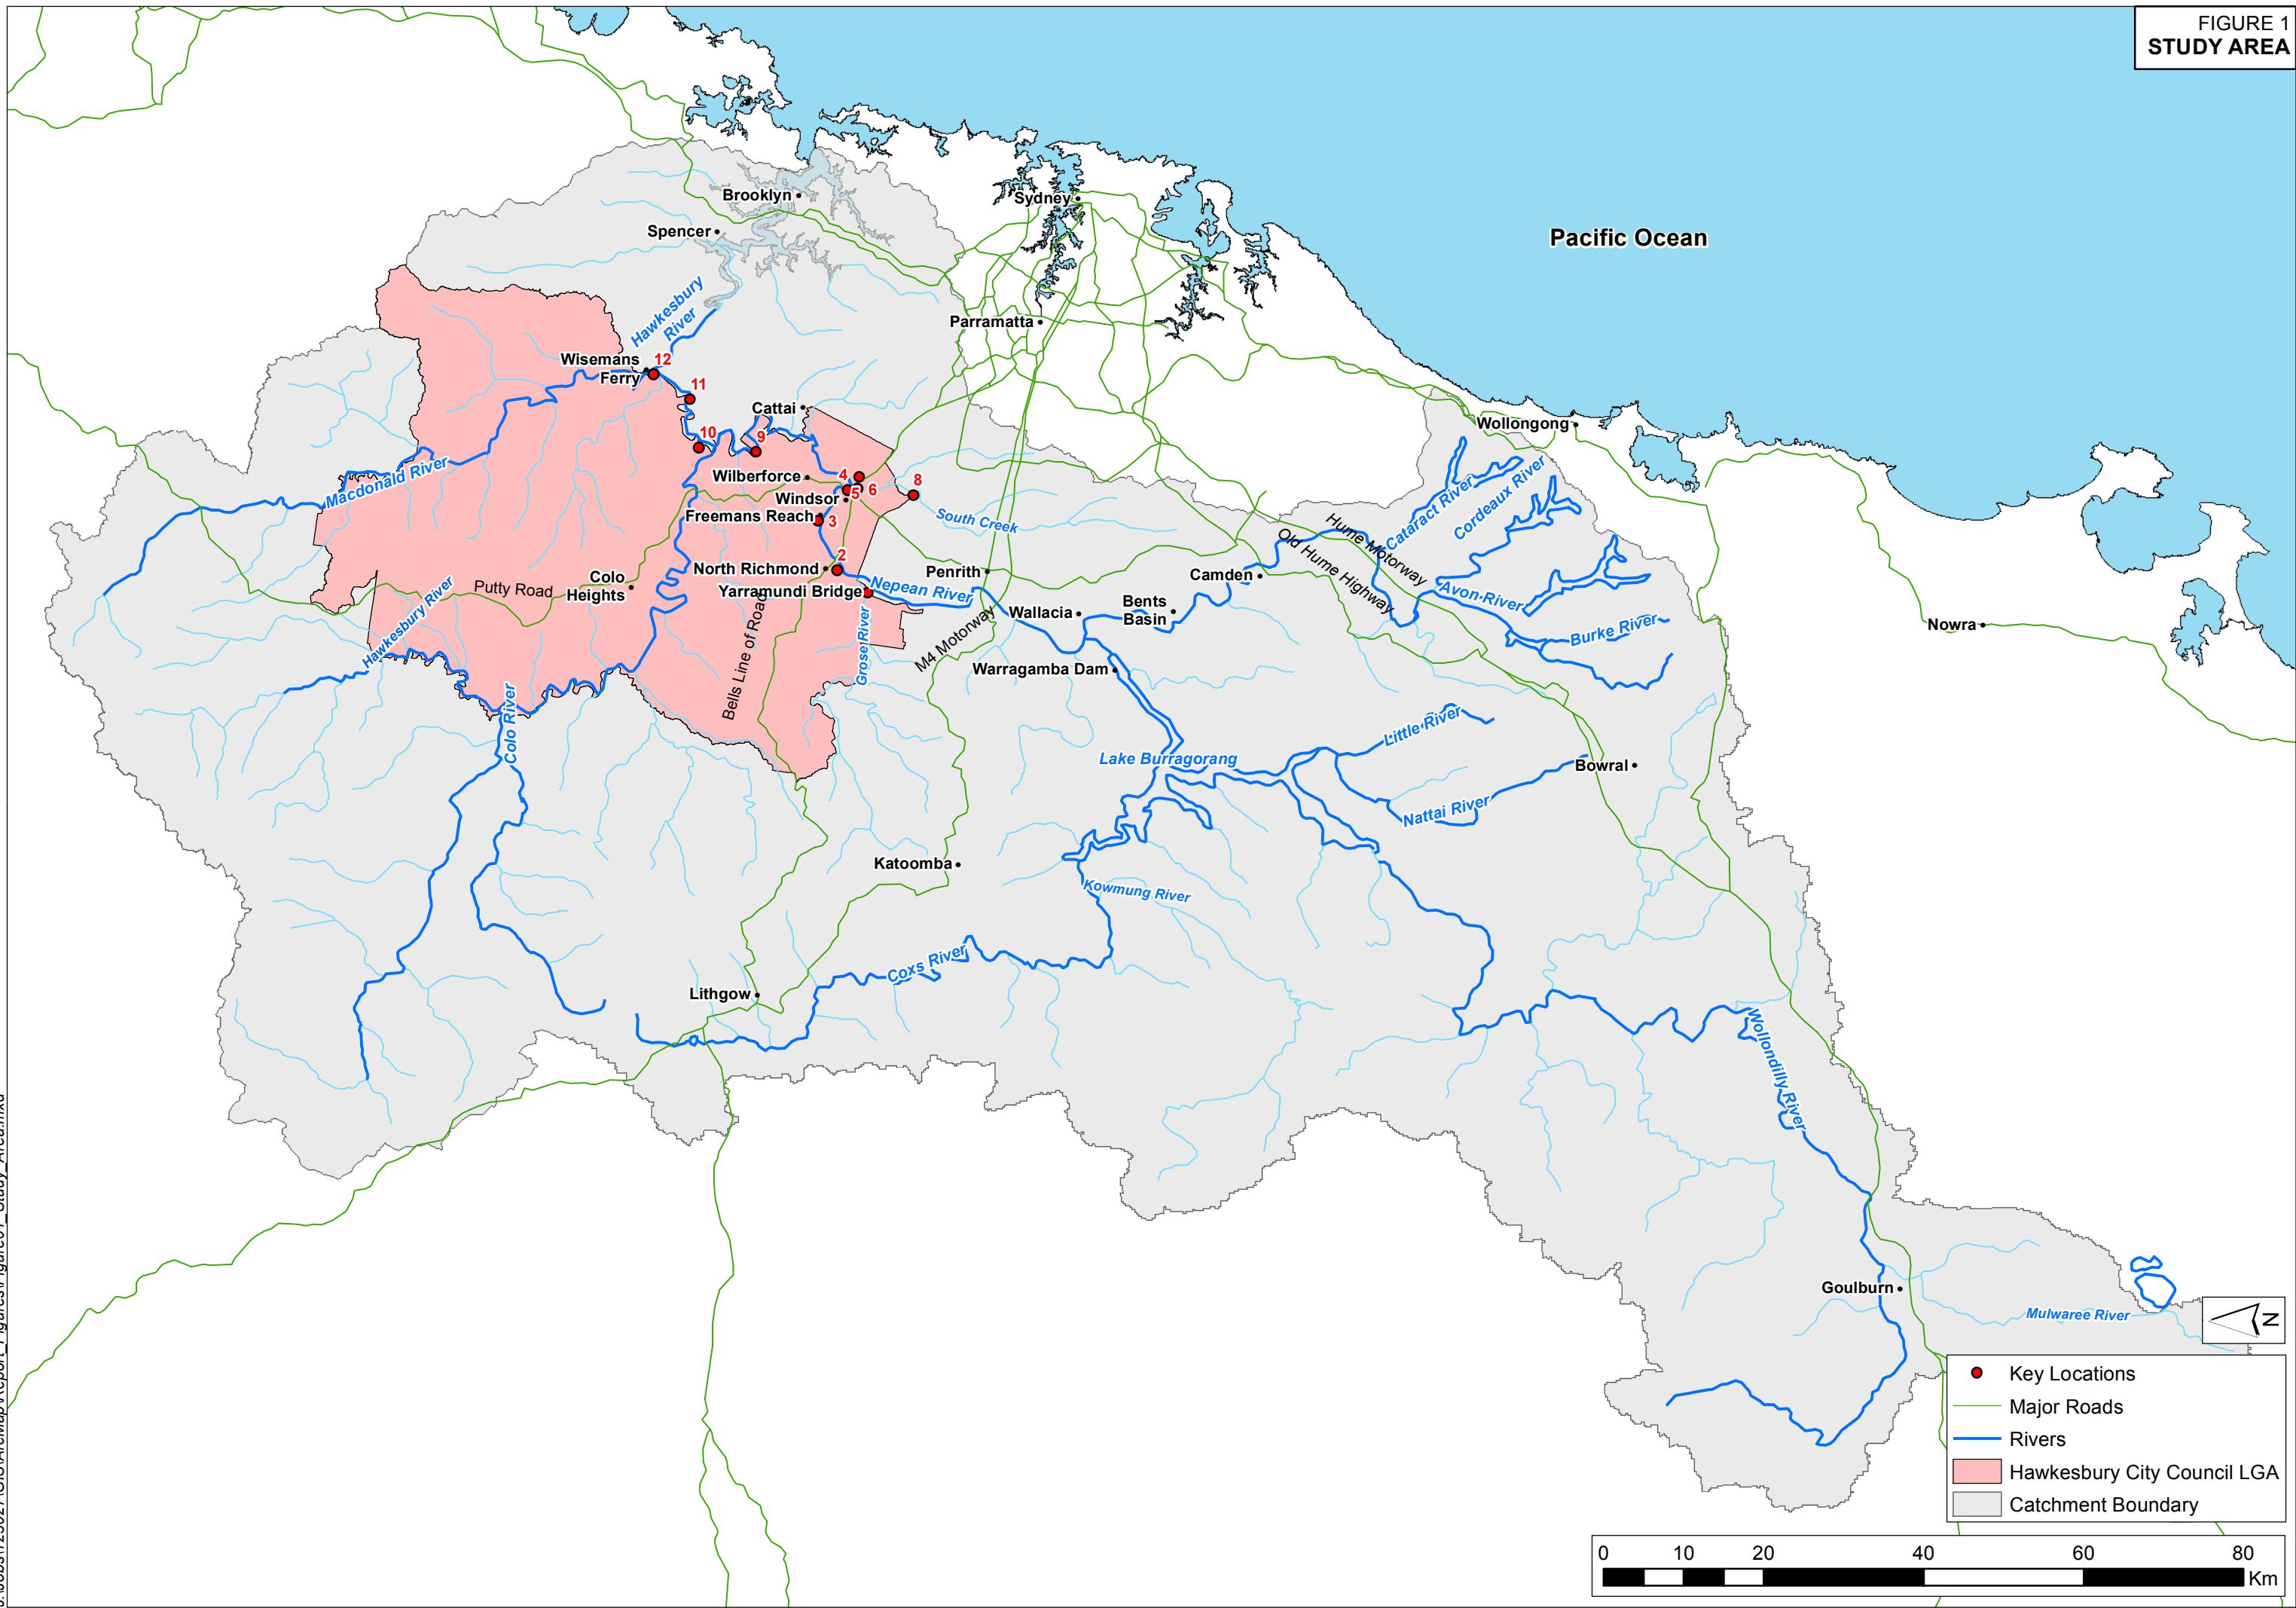 FIGURE 1
STUDY AREA
Brooklyn
Sydney
Spencer
Pacific Ocean
Hawkesbury
River
Parramatta
Wisemans
Ferry
12
11
Cattai
Wollongong
10
9
Macdonald River
Wilberforce
4
8
Cataract River
Cordeaux River
Windsor
5
6
Freemans Reach
3
South Creek
Hume Motorway
Old Hume Highway
2
North Richmond
Penrith
Camden
Colo
Heights
Putty Road
Yarramundi Bridge
Nepean River
Avon River
Hawkesbury River
Wallacia
Bents
Basin
Burke River
Nowra
Grose River
M4 Motorway
Bells Line of Road
Warragamba Dam
Colo River
Little River
Lake Burragorang
Bowral
Nattai River
Katoomba
Kowmung River
Coxs River
Lithgow
Wollondilly River
Goulburn
Mulwaree River
N
Key Locations
Major Roads
Rivers
Hawkesbury City Council LGA
Catchment Boundary
0 10 20 40 60 80
Km